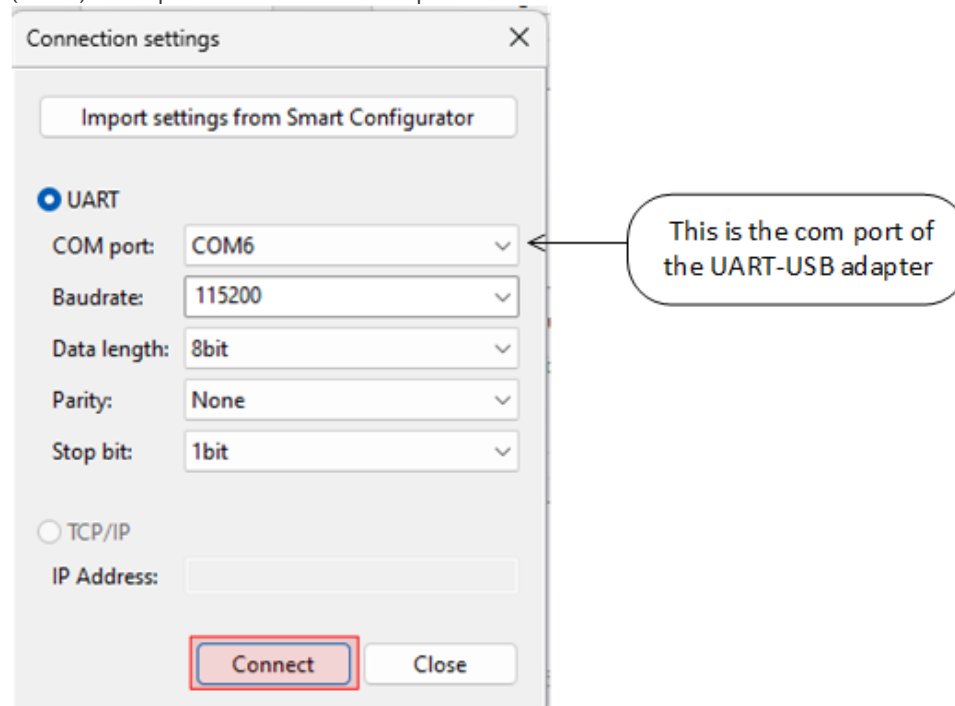 Connection settings
Import settings from Smart Configurator
UART
COM port: COM6
Baudrate: 115200
Data length: 8bit
Parity: None
Stop bit: 1bit
TCP/IP
IP Address:
Connect Close
This is the com port of
the UART-USB adapter